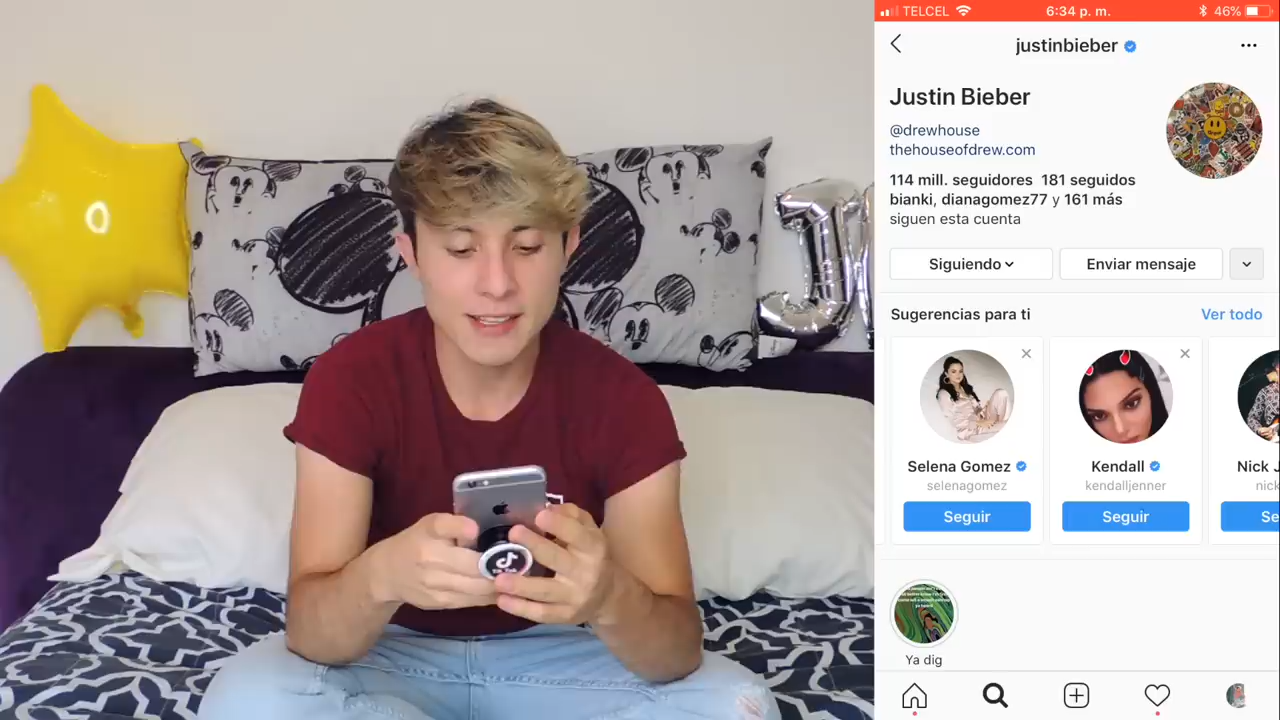 TELCEL 6:34 p. m. 46%
justinbieber
Justin Bieber
@drewhouse
thehouseofdrew.com
114 mill. seguidores 181 seguidos
bianki, dianagomez77 y 161 más
siguen esta cuenta
Siguiendo Enviar mensaje
Sugerencias para ti Ver todo
Selena Gomez Kendall Nick J
selenagomez kendalljenner nick
Seguir Seguir Se
Ya dig